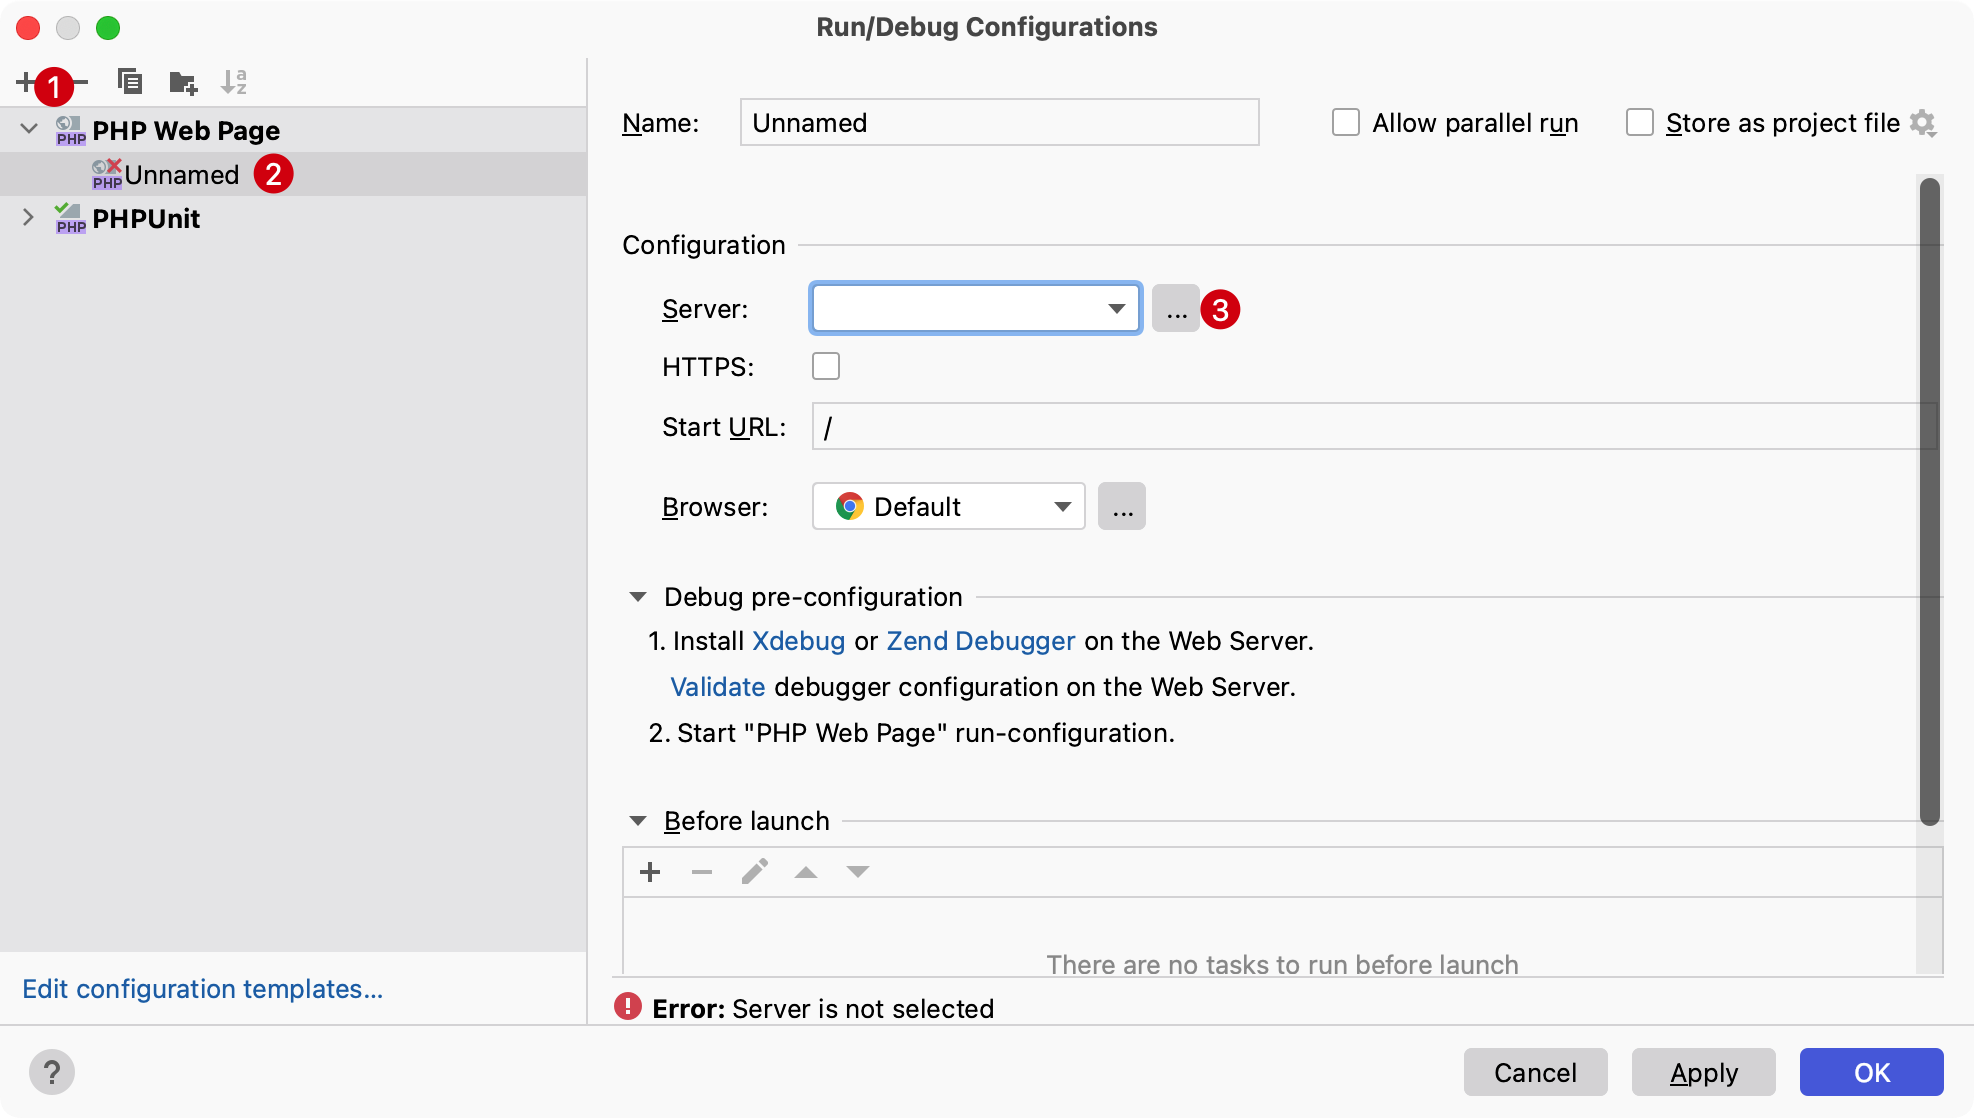 Run/Debug Configurations
1
PHP PHP Web Page
PHP Unnamed 2
PHP PHPUnit
Edit configuration templates...
Name: Unnamed
Allow parallel run
Store as project file
Configuration
Server: ... 3
HTTPS:
Start URL: /
Browser: Default ...
Debug pre-configuration
1. Install Xdebug or Zend Debugger on the Web Server.
Validate debugger configuration on the Web Server.
2. Start "PHP Web Page" run-configuration.
Before launch
There are no tasks to run before launch
Error: Server is not selected
? Cancel Apply OK